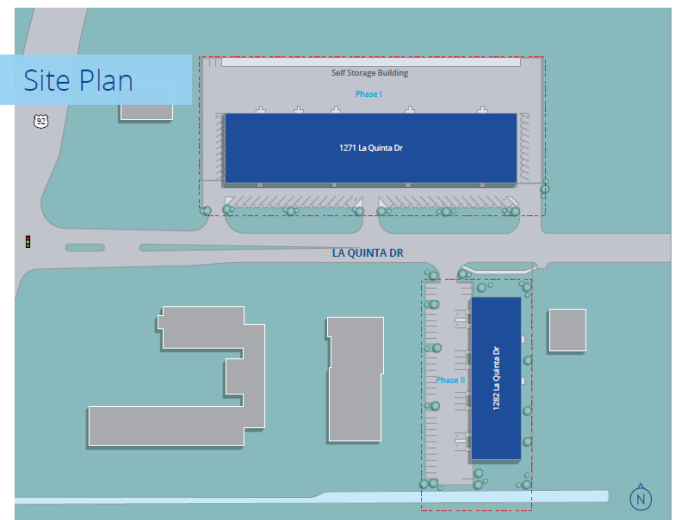 Self Storage Building
Site Plan
Phase I
92
1271 La Quinta Dr
LA QUINTA DR
1282 La Quinta Dr
Phase II
N